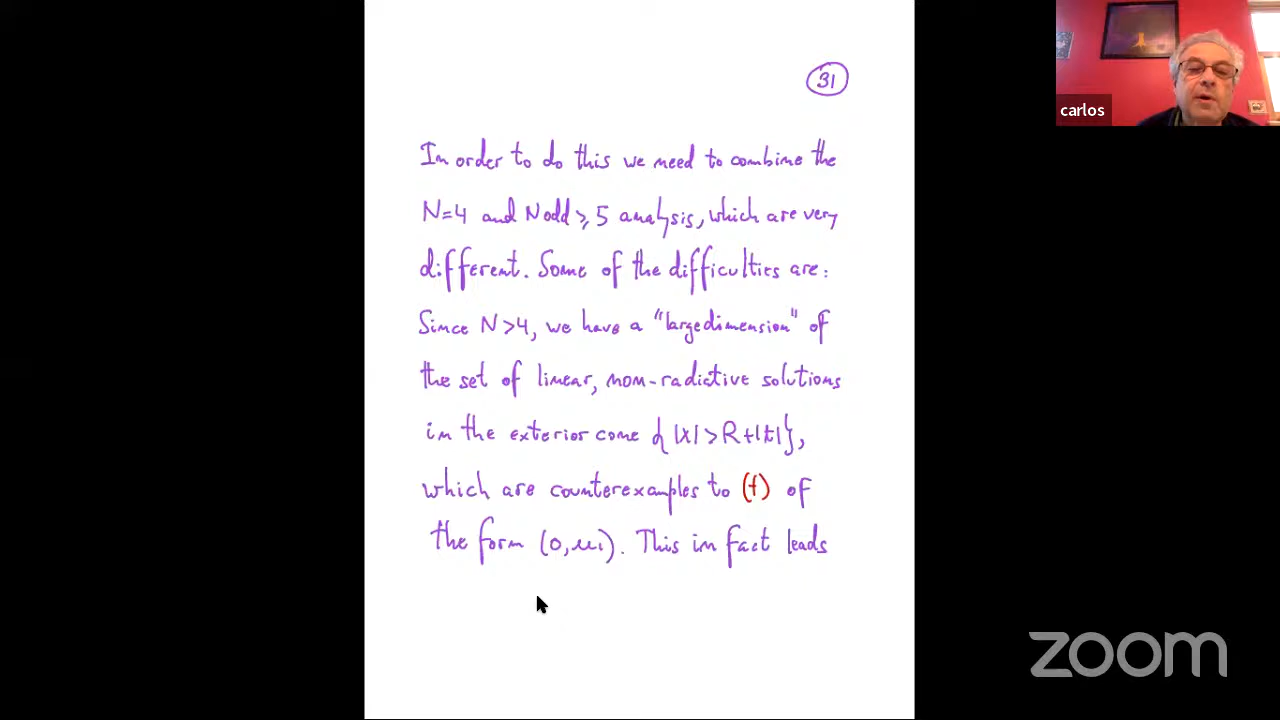 31
carlos
In order to do this we need to combine the
N=4 and N odd ≥ 5 analysis, which are very
different. Some of the difficulties are:
Since N>4, we have a "large dimension" of
the set of linear, non-radiative solutions
in the exterior cone {|x|>R+|t|},
which are counterexamples to (f) of
the form (0,u₁). This in fact leads
zoom